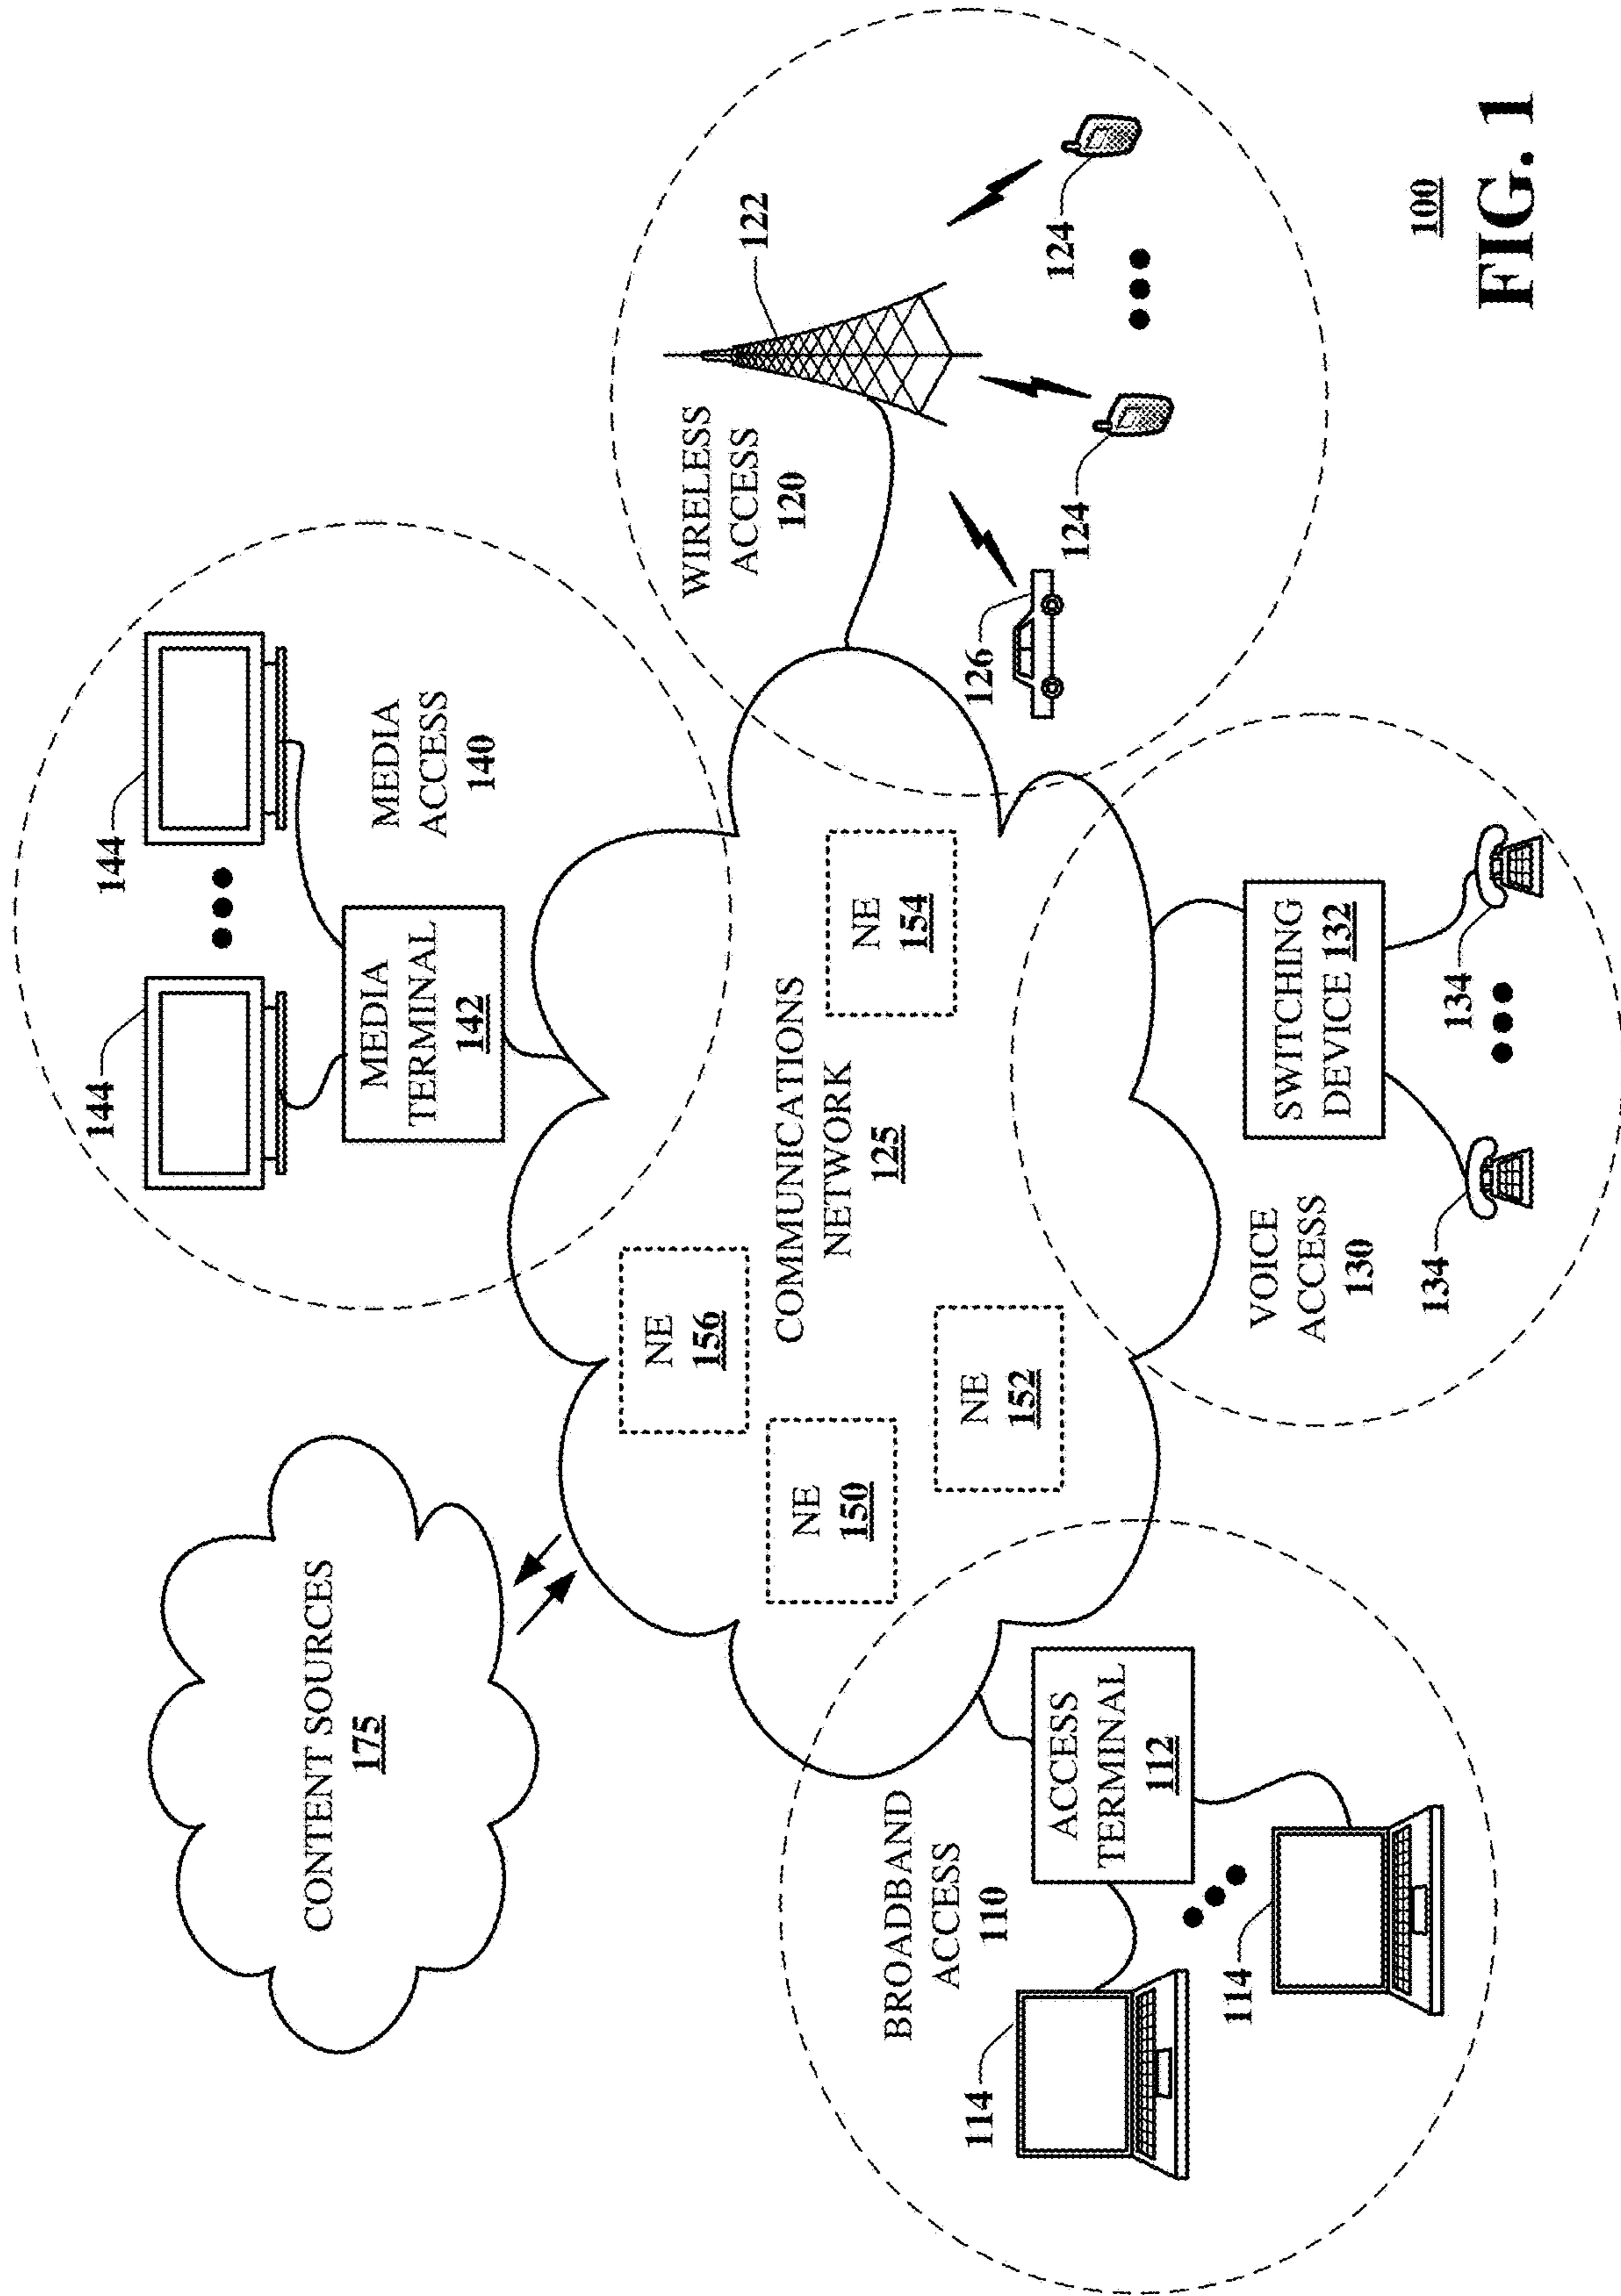 CONTENT SOURCES
175
144
144
MEDIA
TERMINAL
142
MEDIA
ACCESS
140
WIRELESS
ACCESS
120
122
124
124
126
NE
156
NE
150
NE
152
NE
154
COMMUNICATIONS
NETWORK
125
BROADBAND
ACCESS
110
ACCESS
TERMINAL
112
114
114
VOICE
ACCESS
130
SWITCHING
DEVICE 132
134
134
100
FIG. 1